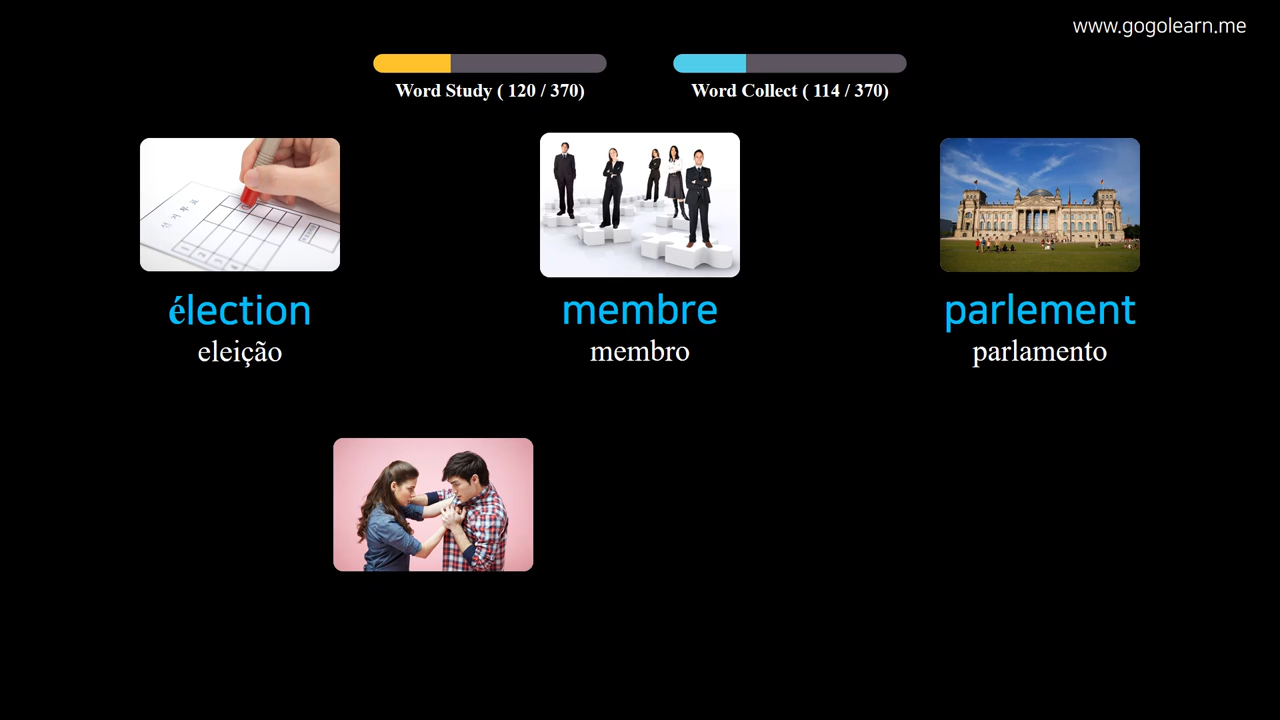 www.gogolearn.me
Word Study ( 120 / 370)
Word Collect ( 114 / 370)
élection
eleição
membre
membro
parlement
parlamento